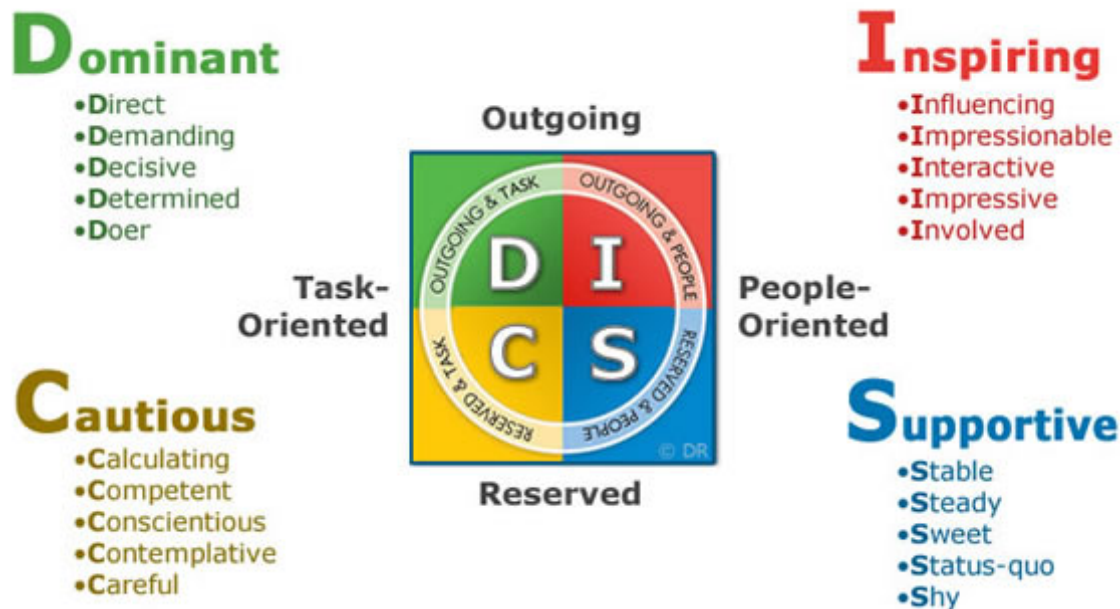 Dominant
•Direct
•Demanding
•Decisive
•Determined
•Doer
Inspiring
•Influencing
•Impressionable
•Interactive
•Impressive
•Involved
Outgoing
OUTGOING & TASK
OUTGOING & PEOPLE
D I
Task-
Oriented
People-
Oriented
C S
RESERVED & TASK
RESERVED & PEOPLE
© DR
Reserved
Cautious
•Calculating
•Competent
•Conscientious
•Contemplative
•Careful
Supportive
•Stable
•Steady
•Sweet
•Status-quo
•Shy